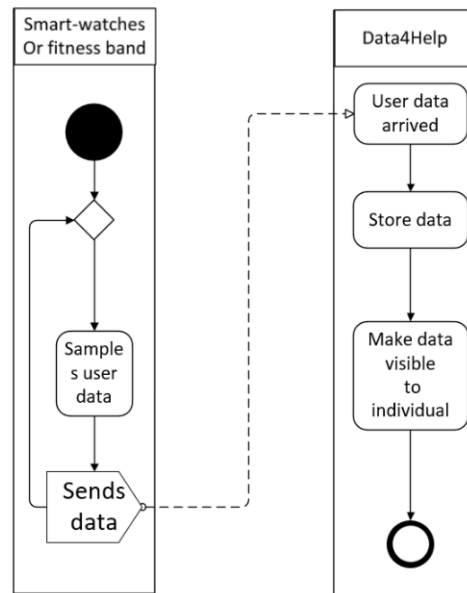 Smart-watches
Or fitness band
Sample
s user
data
Sends
data
Data4Help
User data
arrived
Store data
Make data
visible
to
individual